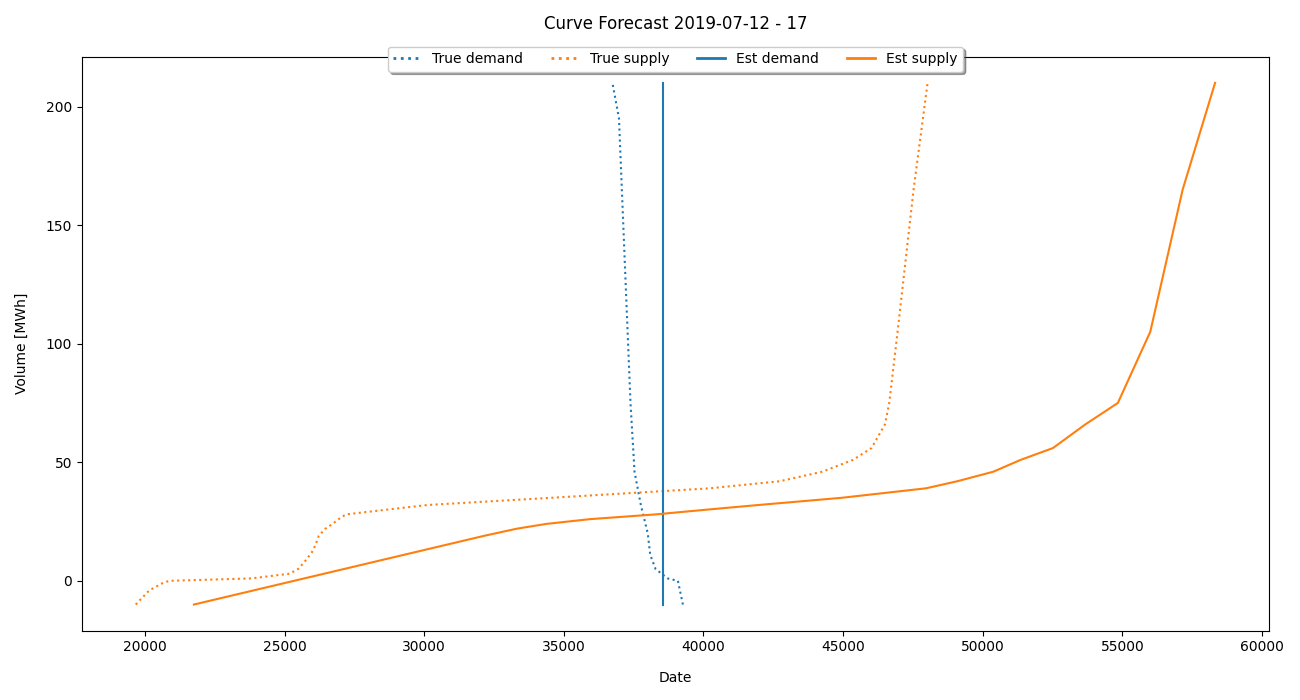 Curve Forecast 2019-07-12 - 17
True demand True supply Est demand Est supply
200
150
100
50
0
Volume [MWh]
20000 25000 30000 35000 40000 45000 50000 55000 60000
Date